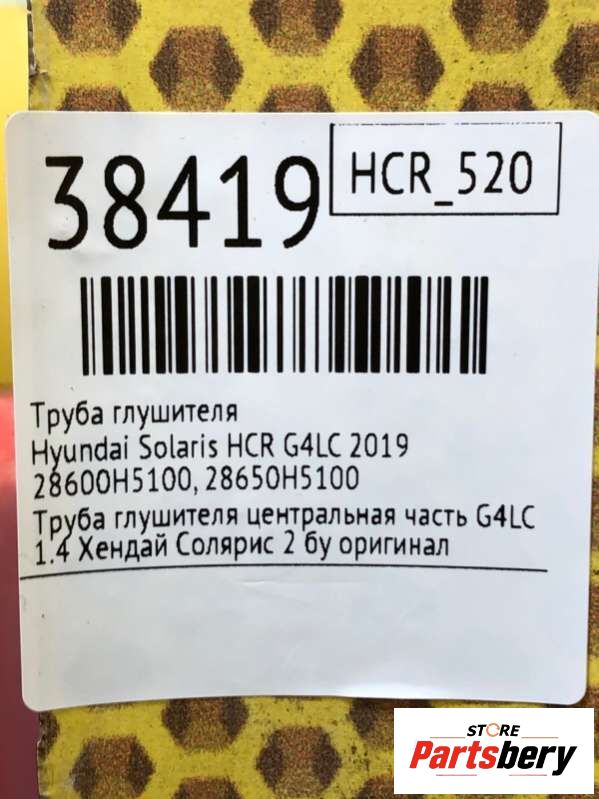 38419
HCR_520
Труба глушителя
Hyundai Solaris HCR G4LC 2019
28600H5100, 28650H5100
Труба глушителя центральная часть G4LC
1.4 Хендай Солярис 2 бу оригинал
STORE
Partsbery